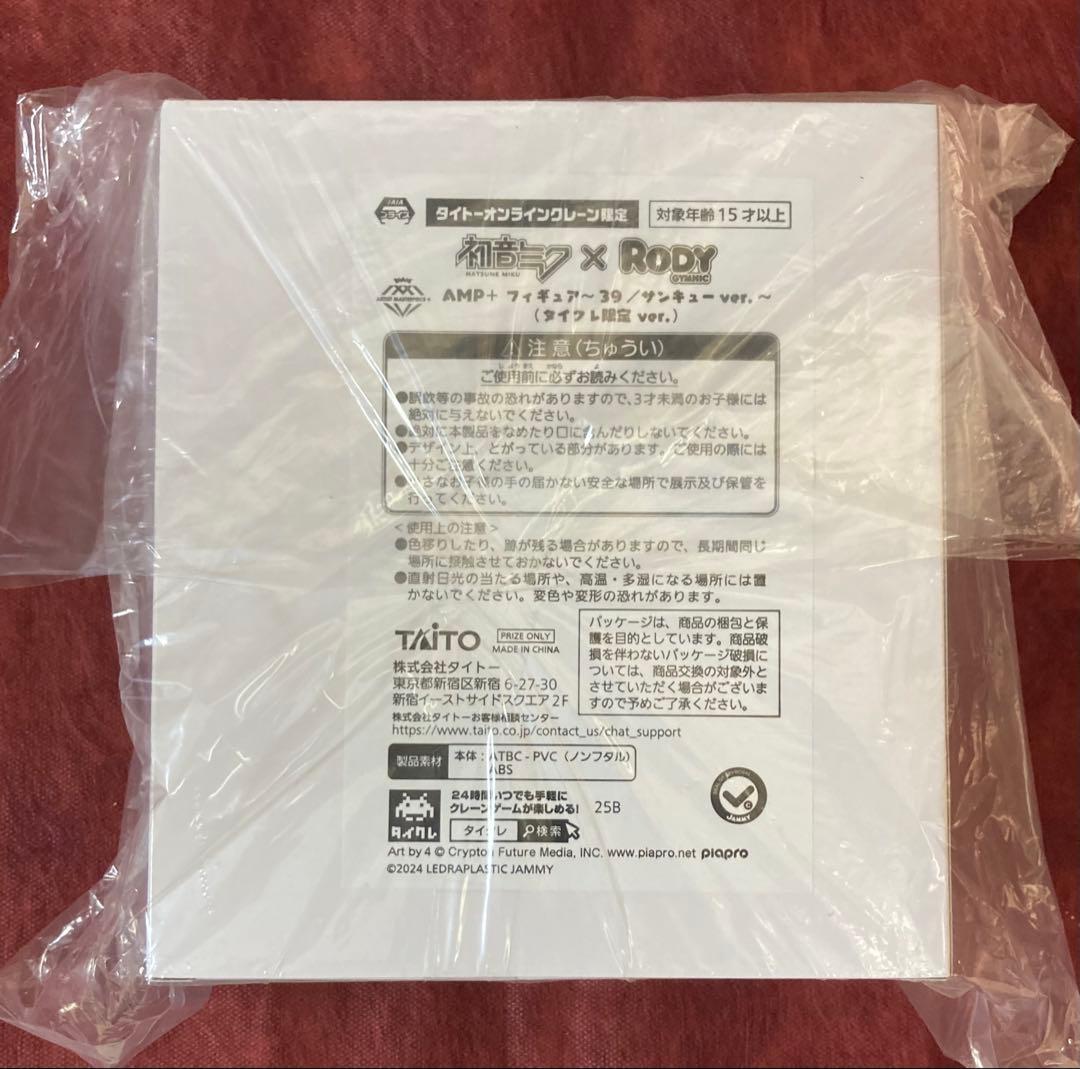 JAIA
プライズ
タイトーオンラインクレーン限定
対象年齢15才以上
初音ミク × RODY
HATSUNE MIKU
GYMNIC
ARTIST MASTERPIECE +
AMP+ フィギュア〜39/サンキューver.〜
(タイクレ限定 ver.)
⚠ 注意(ちゅうい)
ご使用前に必ずお読みください。
●誤飲等の事故の恐れがありますので、3才未満のお子様には
絶対に与えないでください。
●絶対に本製品をなめたり口に含んだりしないでください。
●デザイン上、とがっている部分があります。ご使用の際には
十分ご注意ください。
●小さなお子様の手の届かない安全な場所で展示及び保管を
行ってください。
<使用上の注意>
●色移りしたり、跡が残る場合がありますので、長期間同じ
場所に接触させておかないでください。
●直射日光の当たる場所や、高温・多湿になる場所には置
かないでください。変色や変形の恐れがあります。
TAITO
PRIZE ONLY
MADE IN CHINA
株式会社タイトー
東京都新宿区新宿 6-27-30
新宿イーストサイドスクエア 2F
株式会社タイトーお客様相談センター
https://www.taito.co.jp/contact_us/chat_support
パッケージは、商品の梱包と保
護を目的としています。商品破
損を伴わないパッケージ破損に
ついては、商品交換の対象外と
させていただく場合がございま
すので予めご了承ください。
製品素材
本体:ATBC-PVC(ノンフタル)
ABS
タイクレ
24時間いつでも手軽に
クレーンゲームが楽しめる!
25B
タイクレ 検索
JAMMY
Art by 4 © Crypton Future Media, INC. www.piapro.net piapro
©2024 LEDRAPLASTIC JAMMY